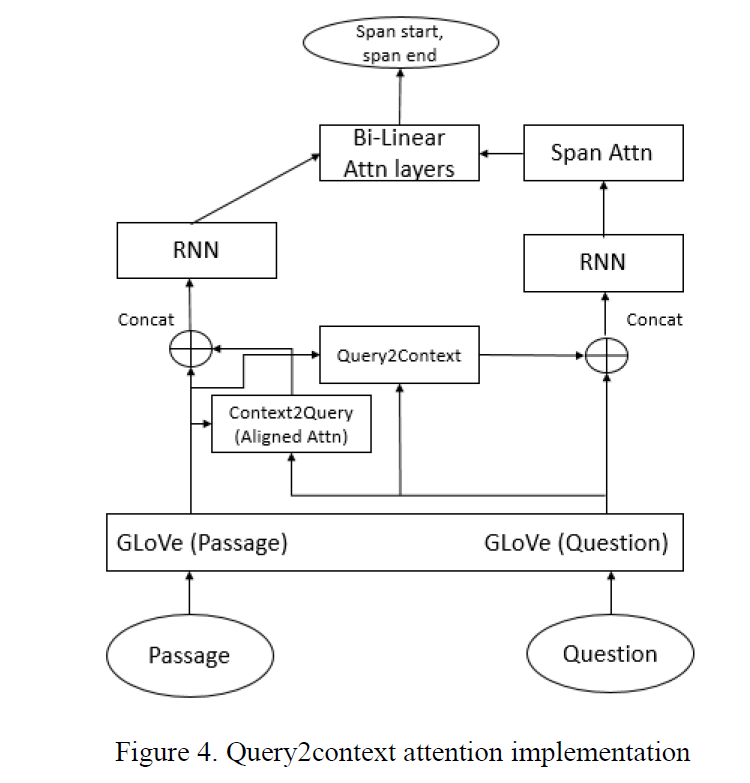 Span start,
span end
Bi-Linear
Attn layers
Span Attn
RNN
RNN
Concat
Concat
Query2Context
Context2Query
(Aligned Attn)
GLoVe (Passage)
GLoVe (Question)
Passage
Question
Figure 4. Query2context attention implementation